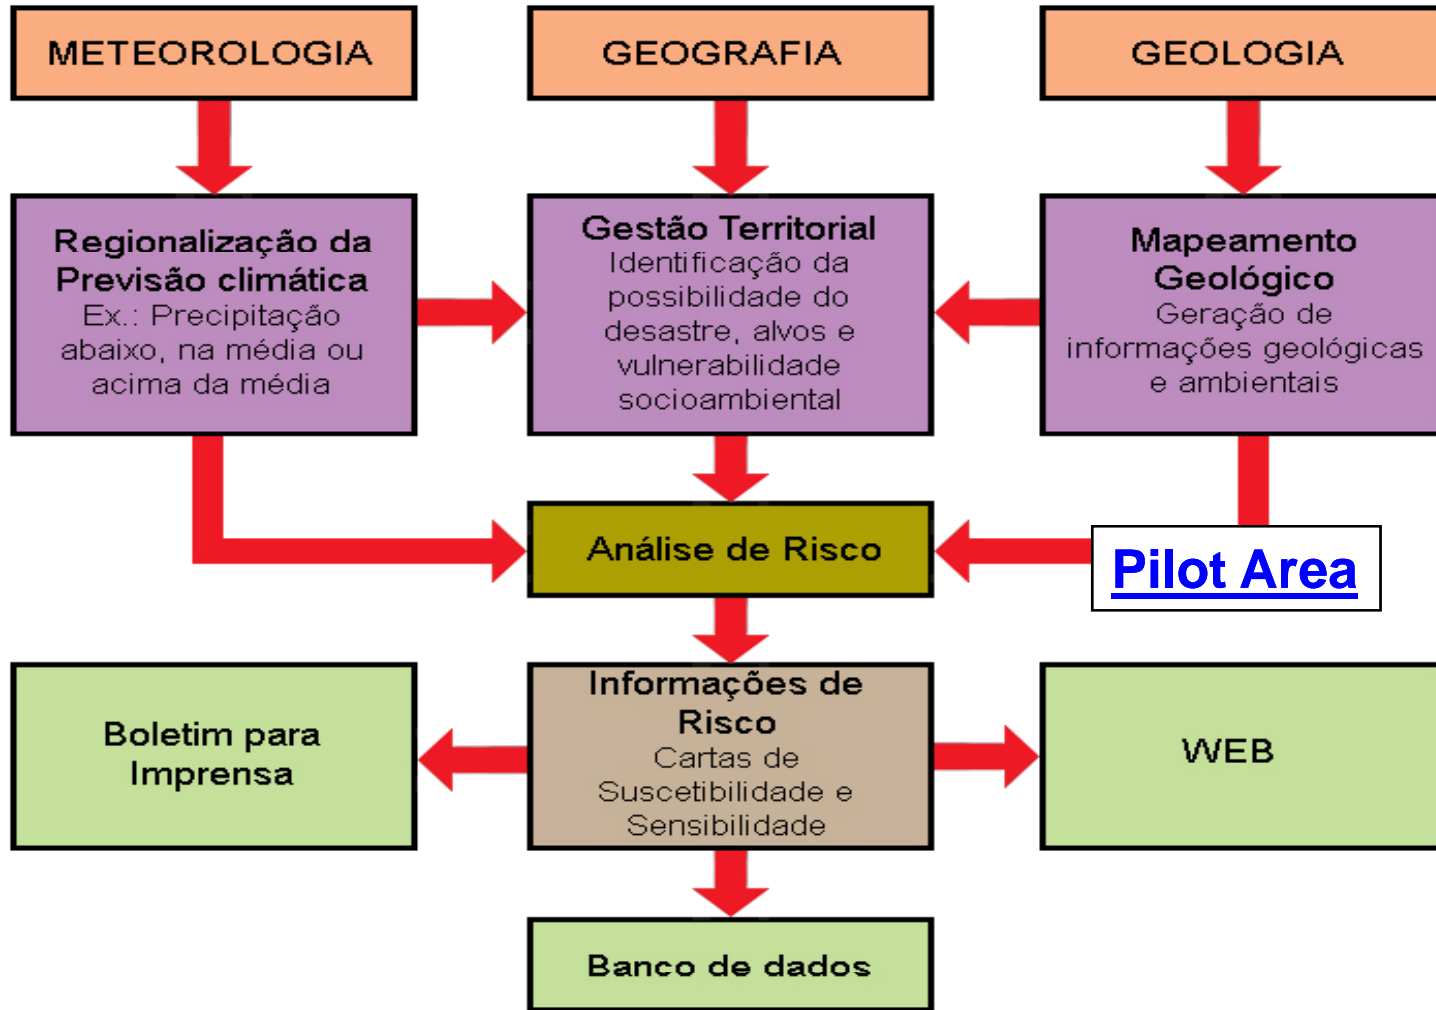 METEOROLOGIA
GEOGRAFIA
GEOLOGIA
Regionalização da
Previsão climática
Ex.: Precipitação
abaixo, na média ou
acima da média
Gestão Territorial
Identificação da
possibilidade do
desastre, alvos e
vulnerabilidade
socioambiental
Mapeamento
Geológico
Geração de
informações geológicas
e ambientais
Análise de Risco
Pilot Area
Boletim para
Imprensa
Informações de
Risco
Cartas de
Suscetibilidade e
Sensibilidade
WEB
Banco de dados